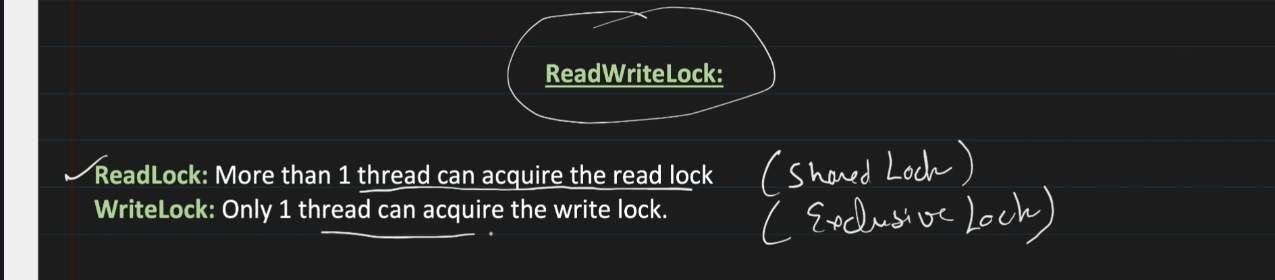 ReadWriteLock:
ReadLock: More than 1 thread can acquire the read lock (Shared Lock)
WriteLock: Only 1 thread can acquire the write lock. (Exclusive Lock)